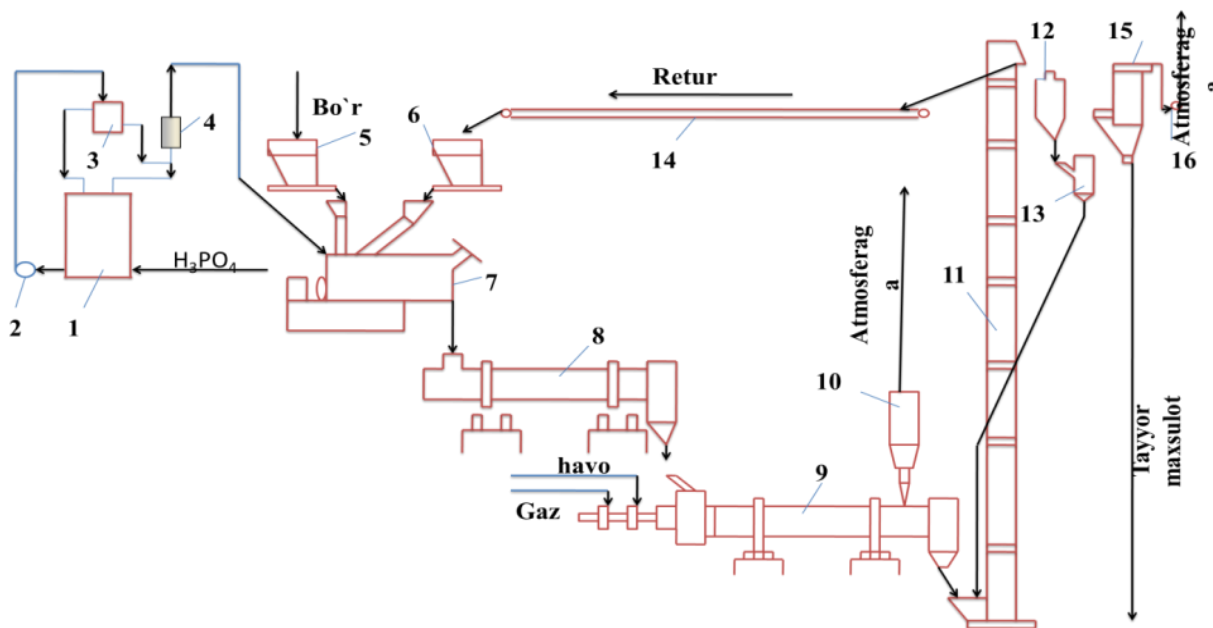 12
15
Atmosferag
a
Retur
Bo`r
6
4
5
3
14
16
13
H₃PO₄
7
Atmosferag
a
11
2
1
8
10
Tayyor
maxsulot
havo
9
Gaz